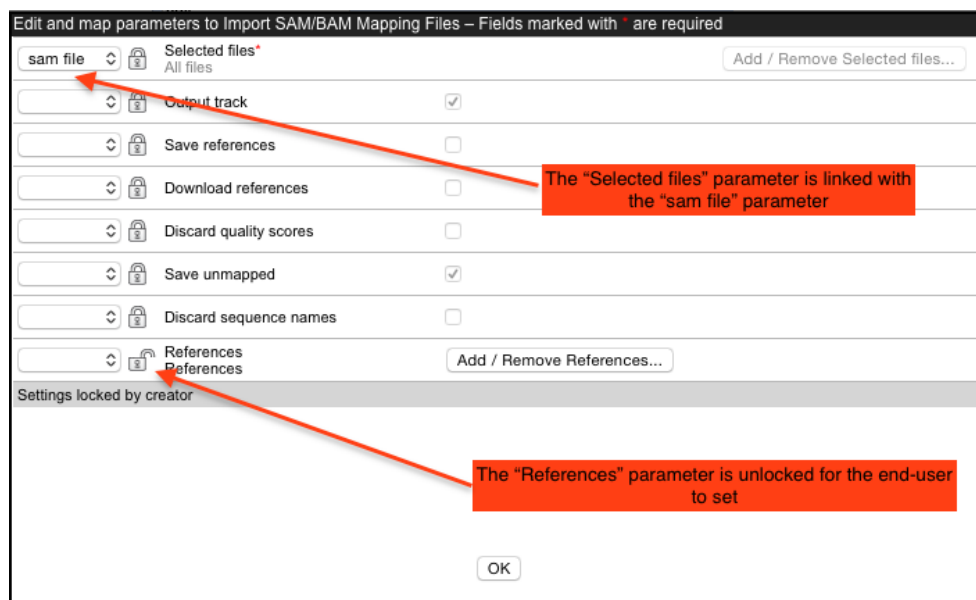 Edit and map parameters to Import SAM/BAM Mapping Files – Fields marked with * are required
sam file
Selected files*
All files
Add / Remove Selected files...
Output track
Save references
Download references
The “Selected files” parameter is linked with
the “sam file” parameter
Discard quality scores
Save unmapped
Discard sequence names
References
References
Add / Remove References...
Settings locked by creator
The “References” parameter is unlocked for the end-user
to set
OK